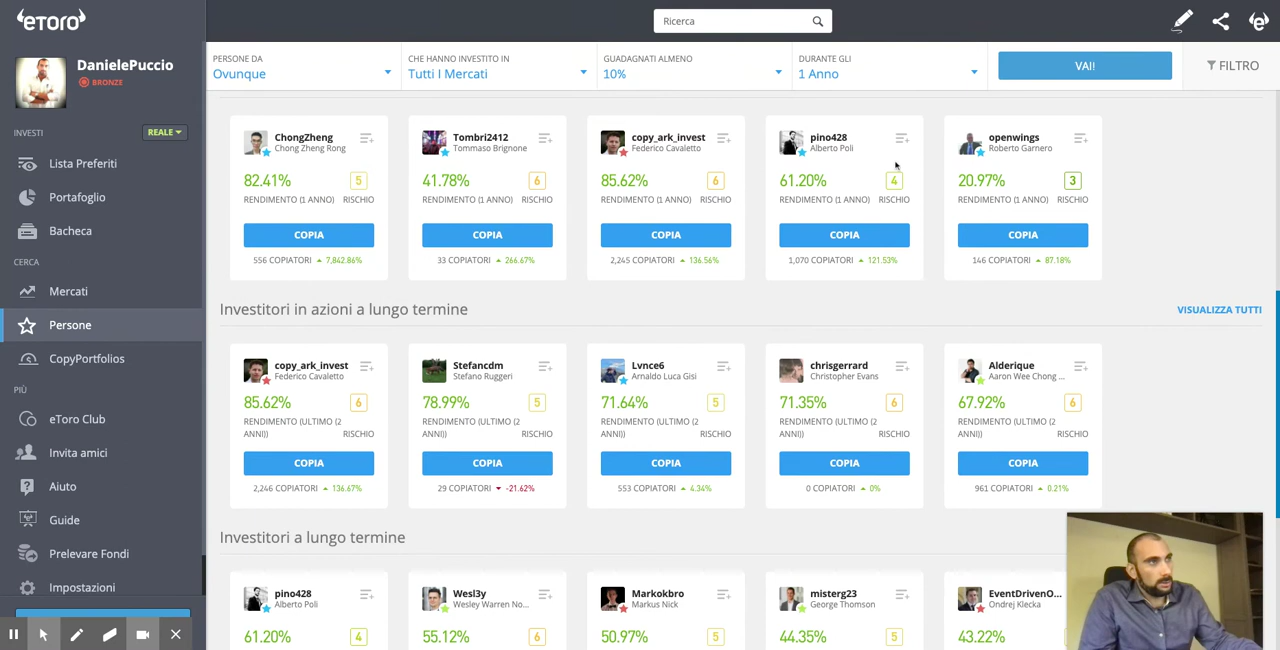 eToro
Ricerca
DanielePuccio
BRONZE
INVESTI
REALE
Lista Preferiti
Portafoglio
Bacheca
CERCA
Mercati
Persone
CopyPortfolios
PIÙ
eToro Club
Invita amici
Aiuto
Guide
Prelevare Fondi
Impostazioni
PERSONE DA
Ovunque
CHE HANNO INVESTITO IN
Tutti I Mercati
GUADAGNATI ALMENO
10%
DURANTE GLI
1 Anno
VAI!
FILTRO
ChongZheng
Chong Zheng Rong
82.41% 5
RENDIMENTO (1 ANNO) RISCHIO
COPIA
556 COPIATORI 7,842.86%
Tombri2412
Tommaso Brignone
41.78% 6
RENDIMENTO (1 ANNO) RISCHIO
COPIA
33 COPIATORI 266.67%
copy_ark_invest
Federico Cavaletto
85.62% 6
RENDIMENTO (1 ANNO) RISCHIO
COPIA
2,245 COPIATORI 136.56%
pino428
Alberto Poli
61.20% 4
RENDIMENTO (1 ANNO) RISCHIO
COPIA
1,070 COPIATORI 121.53%
openwings
Roberto Garnero
20.97% 3
RENDIMENTO (1 ANNO) RISCHIO
COPIA
146 COPIATORI 87.18%
Investitori in azioni a lungo termine
VISUALIZZA TUTTI
copy_ark_invest
Federico Cavaletto
85.62% 6
RENDIMENTO (ULTIMO (2
ANNI)) RISCHIO
COPIA
2,246 COPIATORI 136.67%
Stefancdm
Stefano Ruggeri
78.99% 5
RENDIMENTO (ULTIMO (2
ANNI)) RISCHIO
COPIA
29 COPIATORI -21.62%
Lvnce6
Arnaldo Luca Gisi
71.64% 5
RENDIMENTO (ULTIMO (2
ANNI)) RISCHIO
COPIA
553 COPIATORI 4.34%
chrisgerrard
Christopher Evans
71.35% 6
RENDIMENTO (ULTIMO (2
ANNI)) RISCHIO
COPIA
0 COPIATORI 0%
Alderique
Aaron Wee Chong ...
67.92% 6
RENDIMENTO (ULTIMO (2
ANNI)) RISCHIO
COPIA
961 COPIATORI 0.21%
Investitori a lungo termine
pino428
Alberto Poli
61.20% 4
Wesl3y
Wesley Warren No...
55.12% 6
Markokbro
Markus Nick
50.97% 5
misterg23
George Thomson
44.35% 5
EventDrivenO...
Ondrej Klecka
43.22%